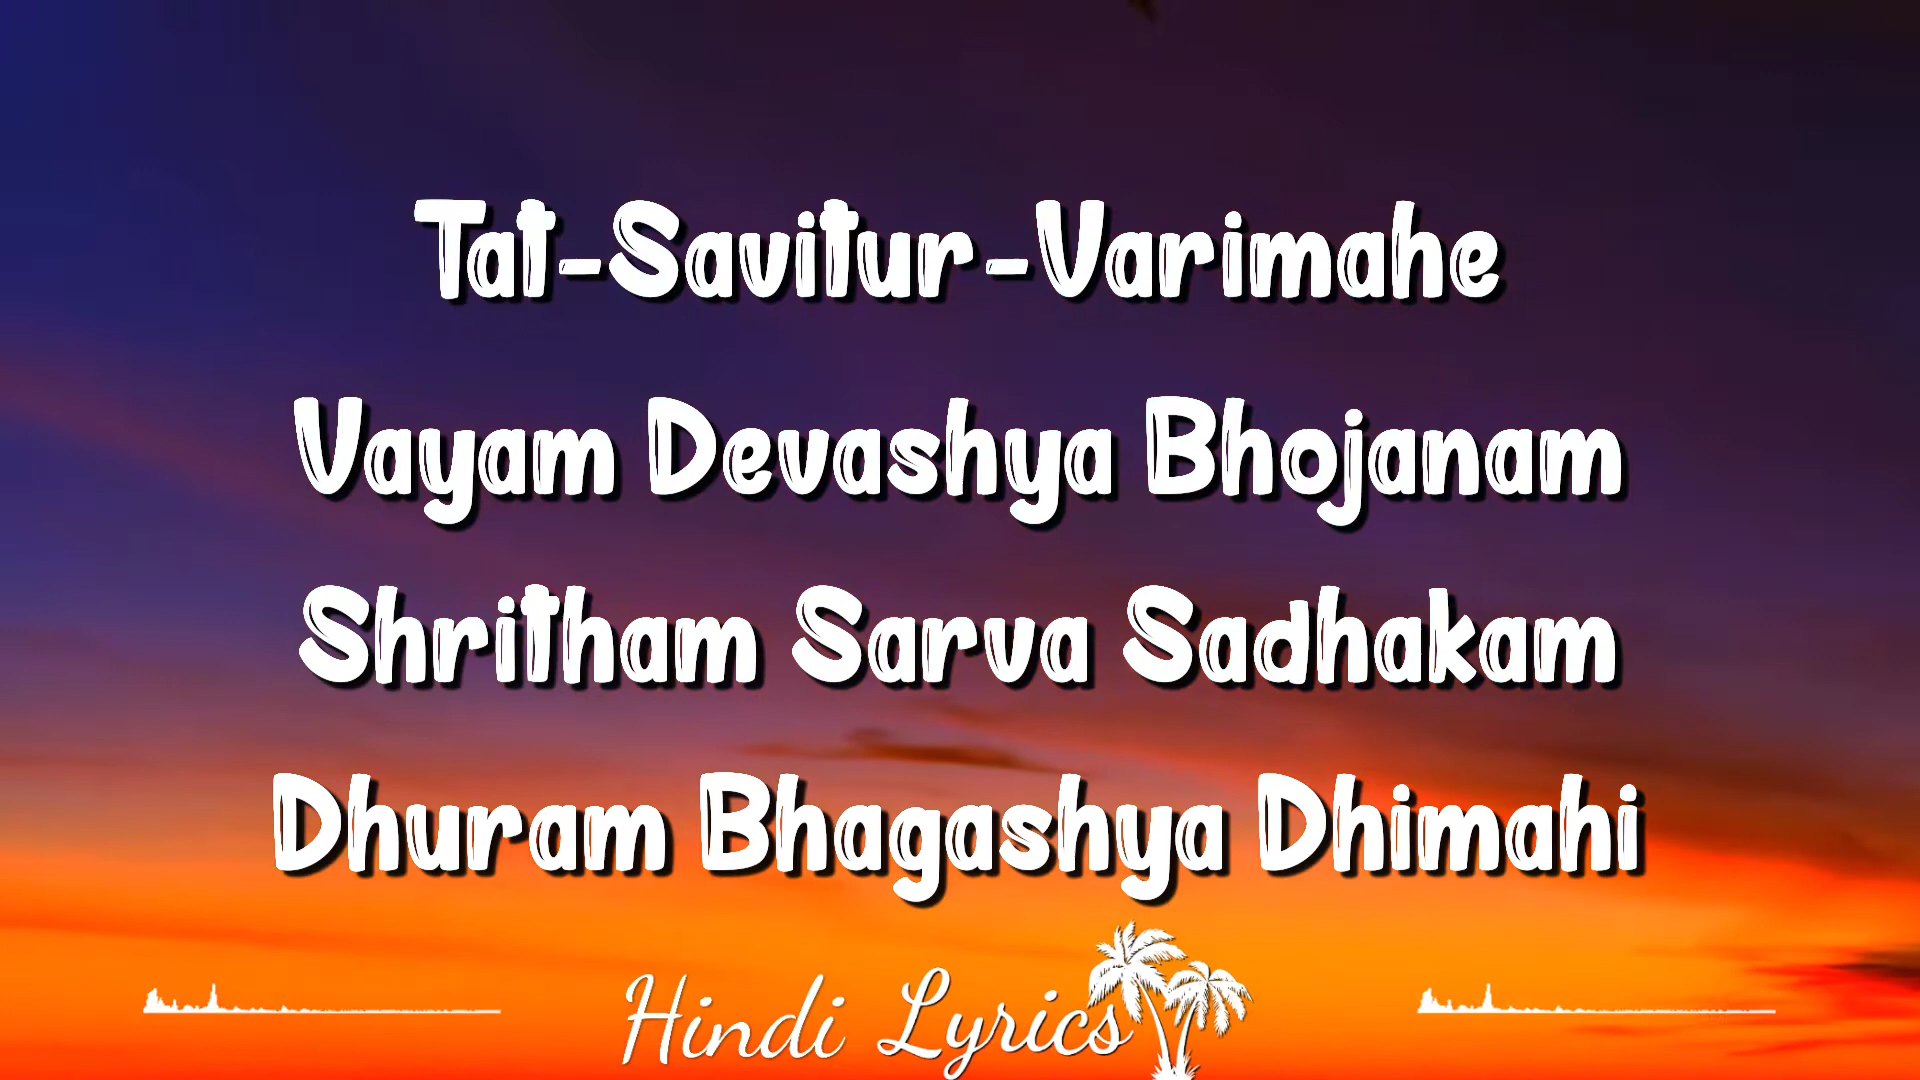 Tat-Savitur-Varimahe
Vayam Devashya Bhojanam
Shritham Sarva Sadhakam
Dhuram Bhagashya Dhimahi
Hindi Lyrics